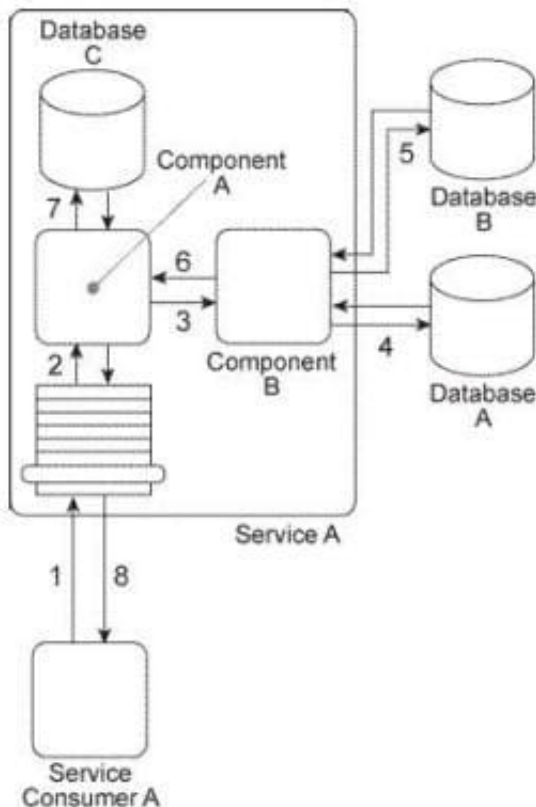 Database
C
Component
A
5
Database
B
7
6
3
Component
B
4
Database
A
2
Service A
1
8
Service
Consumer A